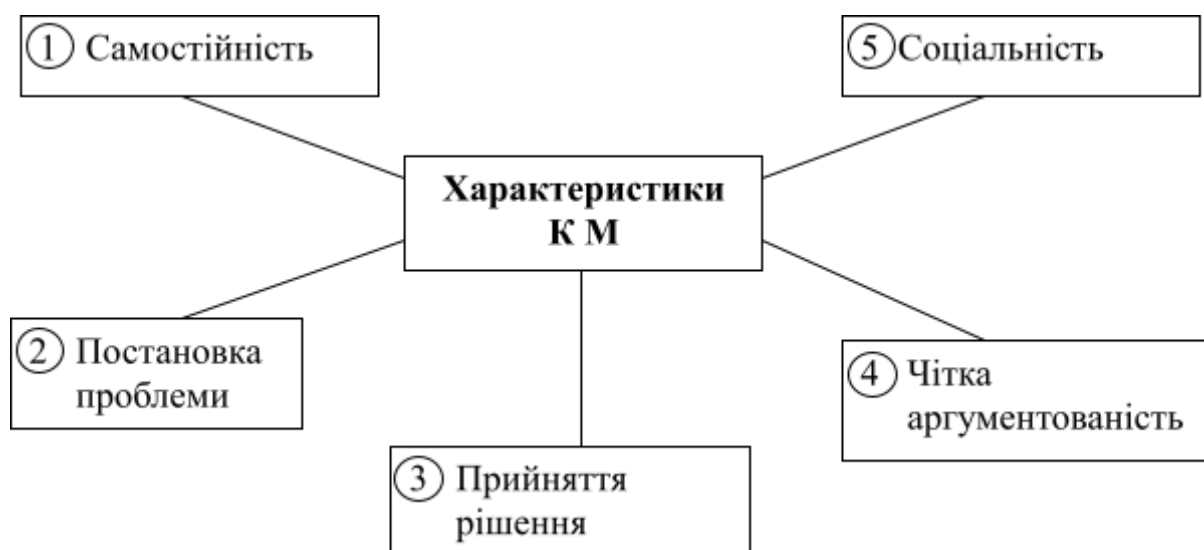 ① Самостійність
⑤ Соціальність
Характеристики
К М
② Постановка
проблеми
④ Чітка
аргументованість
③ Прийняття
рішення